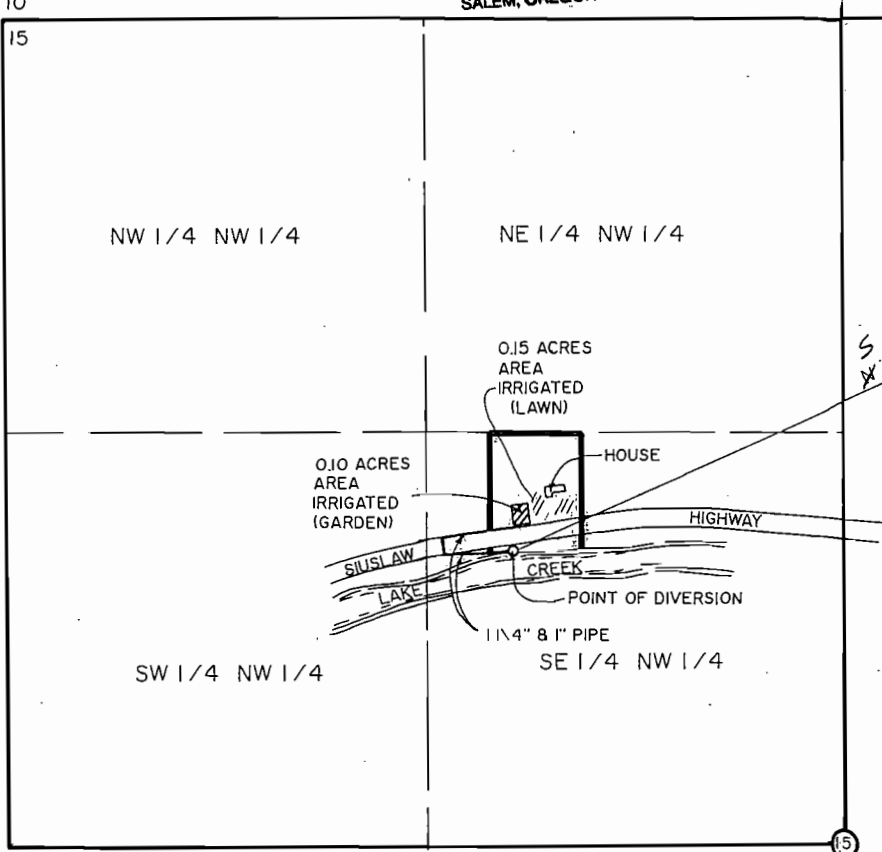 10
SALEM, OREGON
15
NW 1/4 NW 1/4
NE 1/4 NW 1/4
S
0.15 ACRES
AREA
IRRIGATED
(LAWN)
HOUSE
0.10 ACRES
AREA
IRRIGATED
(GARDEN)
HIGHWAY
SIUSLAW
CREEK
LAKE
POINT OF DIVERSION
1 1\4" & 1" PIPE
SW 1/4 NW 1/4
SE 1/4 NW 1/4
15